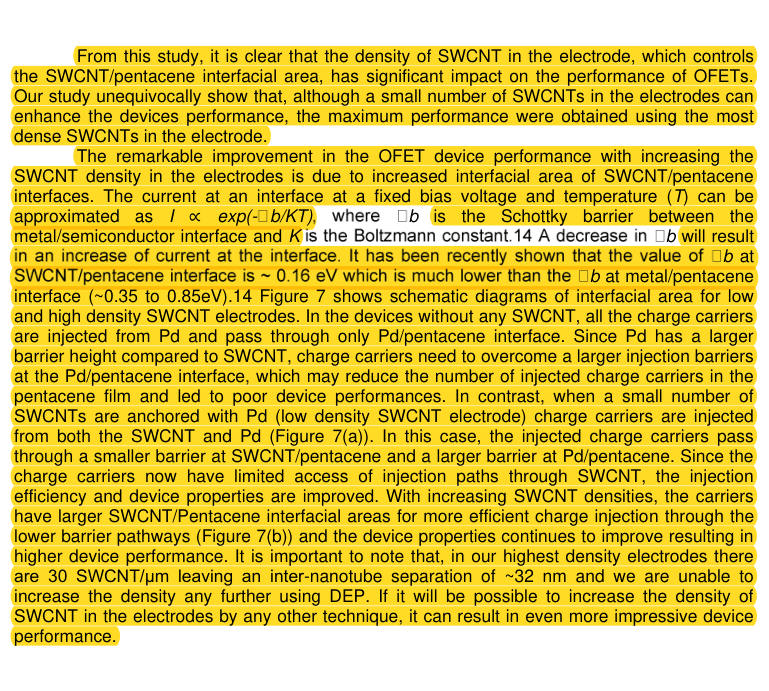 From this study, it is clear that the density of SWCNT in the electrode, which controls
the SWCNT/pentacene interfacial area, has significant impact on the performance of OFETs.
Our study unequivocally show that, although a small number of SWCNTs in the electrodes can
enhance the devices performance, the maximum performance were obtained using the most
dense SWCNTs in the electrode.
The remarkable improvement in the OFET device performance with increasing the
SWCNT density in the electrodes is due to increased interfacial area of SWCNT/pentacene
interfaces. The current at an interface at a fixed bias voltage and temperature (T) can be
approximated as I ∝ exp(-□b/KT), where □b is the Schottky barrier between the
metal/semiconductor interface and K is the Boltzmann constant.14 A decrease in □b will result
in an increase of current at the interface. It has been recently shown that the value of □b at
SWCNT/pentacene interface is ~ 0.16 eV which is much lower than the □b at metal/pentacene
interface (~0.35 to 0.85eV).14 Figure 7 shows schematic diagrams of interfacial area for low
and high density SWCNT electrodes. In the devices without any SWCNT, all the charge carriers
are injected from Pd and pass through only Pd/pentacene interface. Since Pd has a larger
barrier height compared to SWCNT, charge carriers need to overcome a larger injection barriers
at the Pd/pentacene interface, which may reduce the number of injected charge carriers in the
pentacene film and led to poor device performances. In contrast, when a small number of
SWCNTs are anchored with Pd (low density SWCNT electrode) charge carriers are injected
from both the SWCNT and Pd (Figure 7(a)). In this case, the injected charge carriers pass
through a smaller barrier at SWCNT/pentacene and a larger barrier at Pd/pentacene. Since the
charge carriers now have limited access of injection paths through SWCNT, the injection
efficiency and device properties are improved. With increasing SWCNT densities, the carriers
have larger SWCNT/Pentacene interfacial areas for more efficient charge injection through the
lower barrier pathways (Figure 7(b)) and the device properties continues to improve resulting in
higher device performance. It is important to note that, in our highest density electrodes there
are 30 SWCNT/μm leaving an inter-nanotube separation of ~32 nm and we are unable to
increase the density any further using DEP. If it will be possible to increase the density of
SWCNT in the electrodes by any other technique, it can result in even more impressive device
performance.